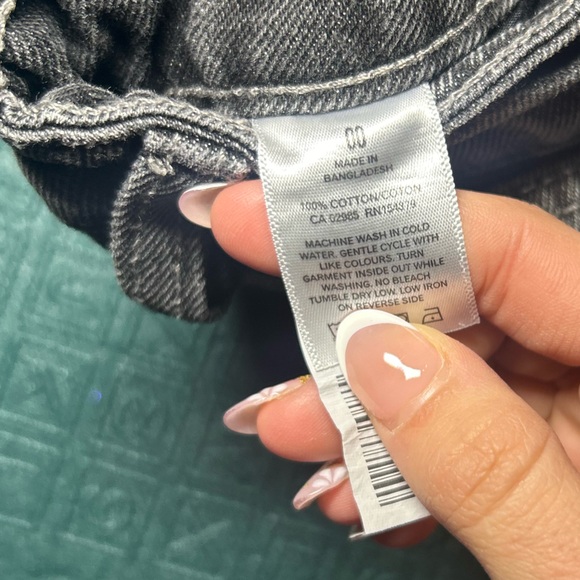 00
MADE IN
BANGLADESH
100% COTTON/COTON
CA 02985 RN154379
MACHINE WASH IN COLD
WATER. GENTLE CYCLE WITH
LIKE COLOURS. TURN
GARMENT INSIDE OUT WHILE
WASHING. NO BLEACH
TUMBLE DRY LOW. LOW IRON
ON REVERSE SIDE